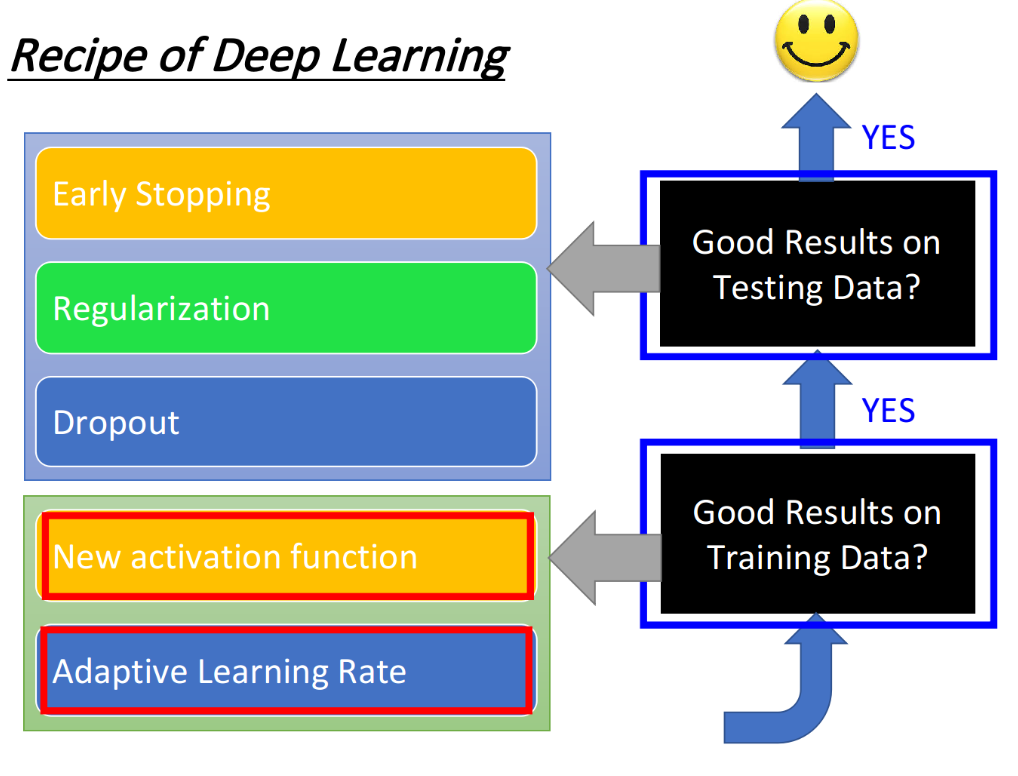 Recipe of Deep Learning
YES
Early Stopping
Good Results on
Testing Data?
Regularization
YES
Dropout
Good Results on
Training Data?
New activation function
Adaptive Learning Rate